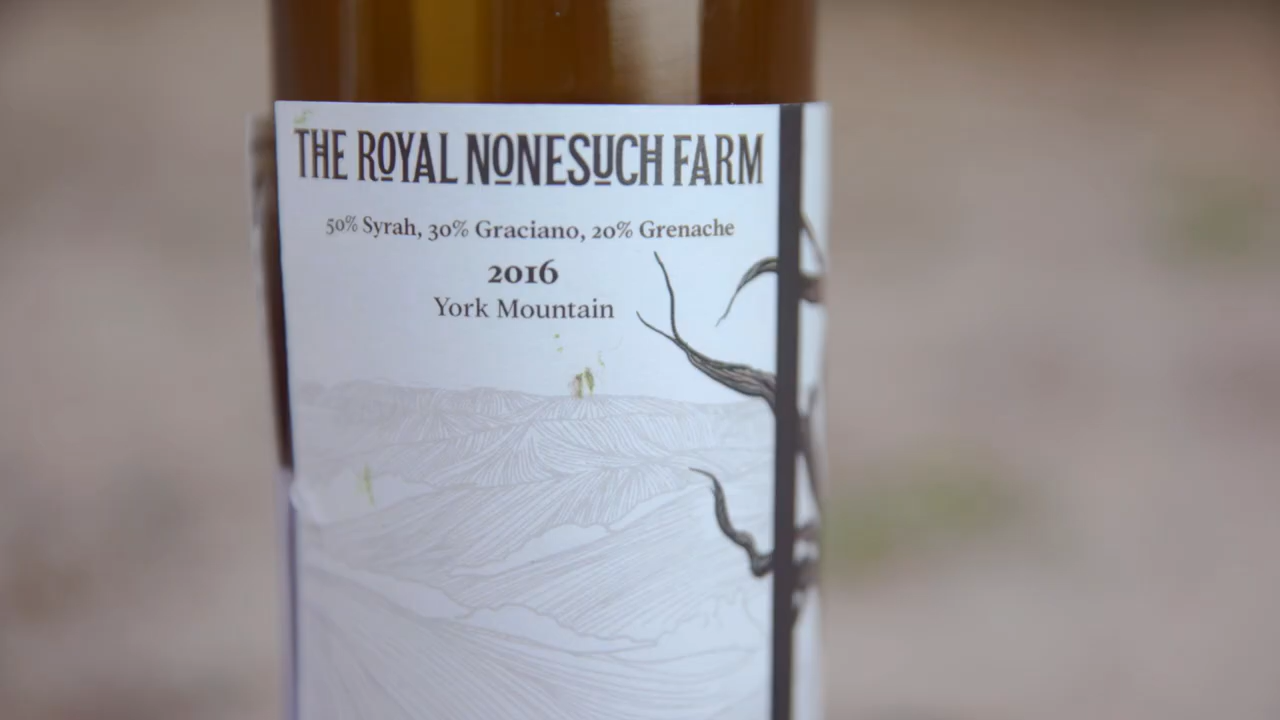 THE ROYAL NONESUCH FARM
50% Syrah, 30% Graciano, 20% Grenache
2016
York Mountain